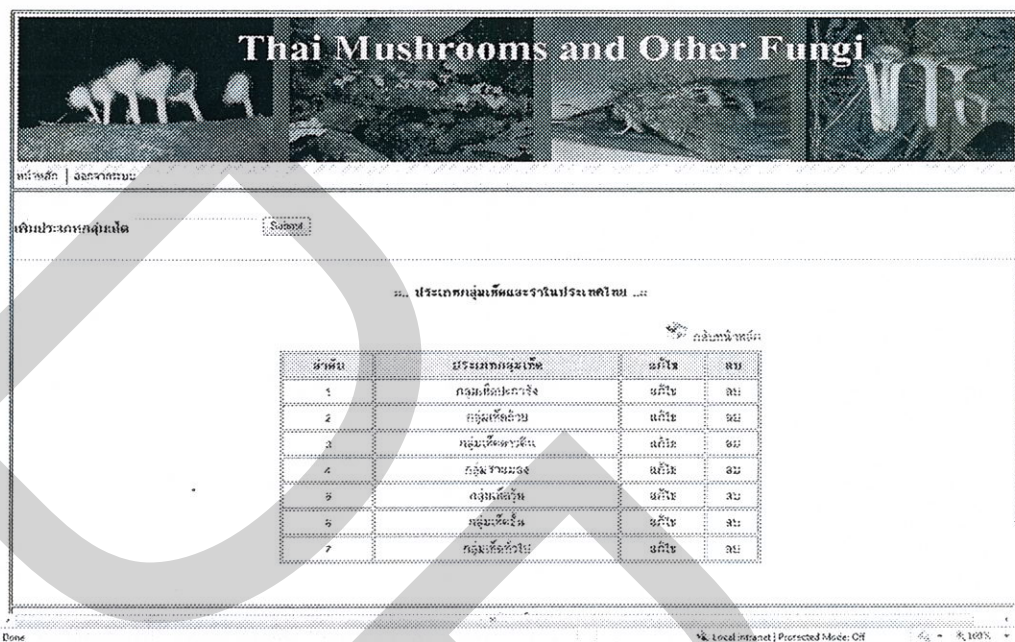 Thai Mushrooms and Other Fungi
หน้าหลัก | ออกจากระบบ
เพิ่มประเภทกลุ่มเห็ด Submit
::.. ประเภทกลุ่มเห็ดและราในประเทศไทย ..::
กลับหน้าหลัก
ลำดับ ประเภทกลุ่มเห็ด แก้ไข ลบ
1 กลุ่มเห็ดปะการัง แก้ไข ลบ
2 กลุ่มเห็ดถ้วย แก้ไข ลบ
3 กลุ่มเห็ดดาวดิน แก้ไข ลบ
4 กลุ่มราแมลง แก้ไข ลบ
5 กลุ่มเห็ดวุ้น แก้ไข ลบ
6 กลุ่มเห็ดหิ้ง แก้ไข ลบ
7 กลุ่มเห็ดทั่วไป แก้ไข ลบ
Done Local intranet | Protected Mode: Off 100%